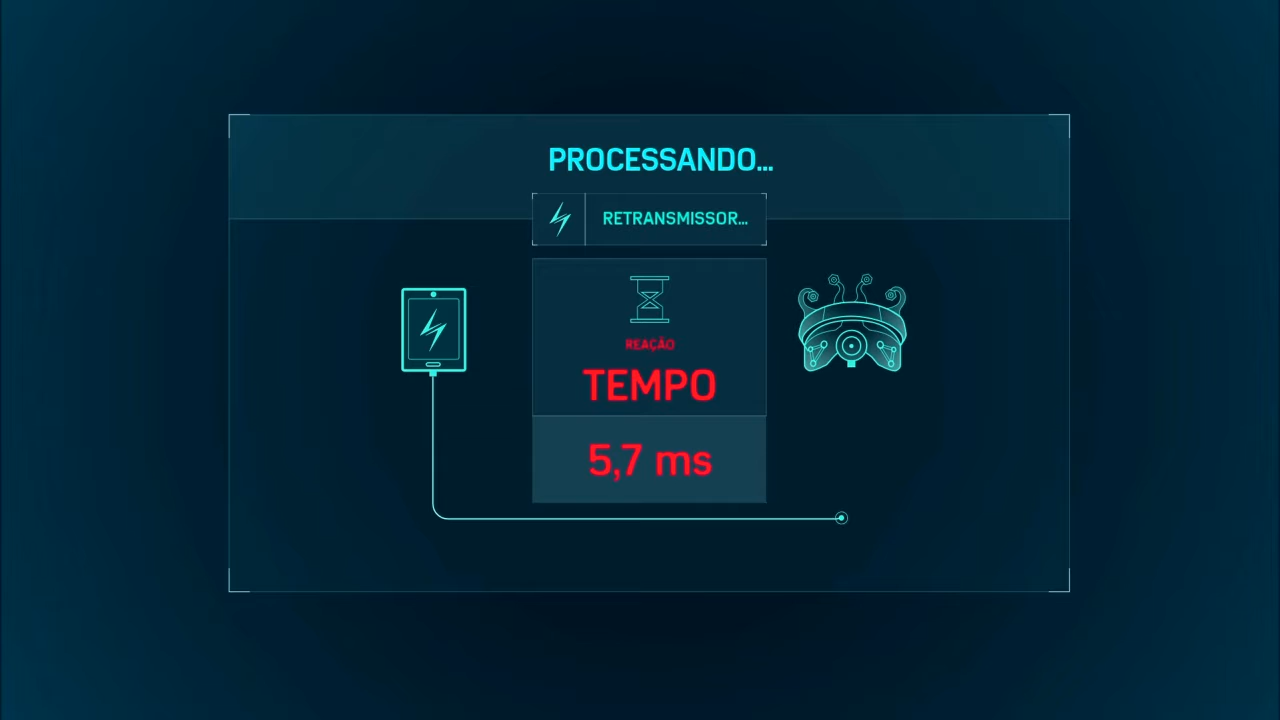 PROCESSANDO...
RETRANSMISSOR...
REAÇÃO
TEMPO
5,7 ms